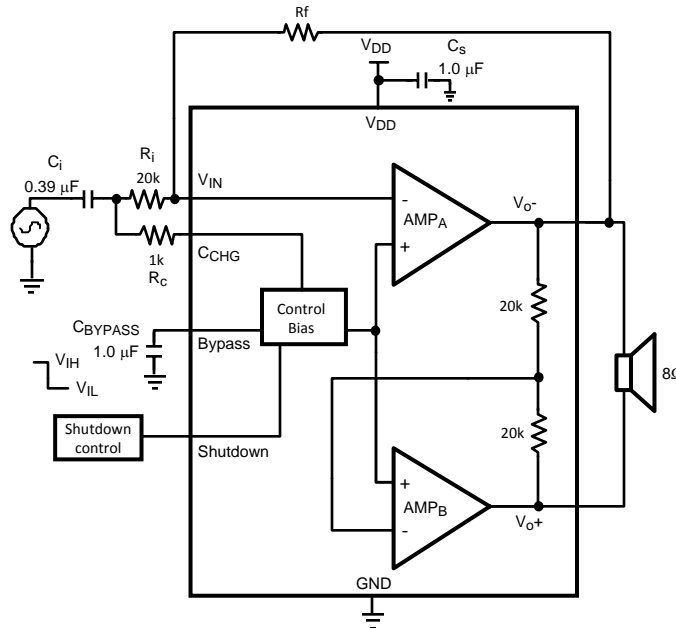 Rf
VDD
Cs
1.0 µF
VDD
Ci
0.39 µF
Ri
20k
VIN
-
AMPA
+
Vo-
1k
Rc
CCHG
Control
Bias
20k
CBYPASS
1.0 µF
Bypass
VIH
VIL
8Ω
20k
Shutdown
control
Shutdown
+
AMPB
-
Vo+
GND